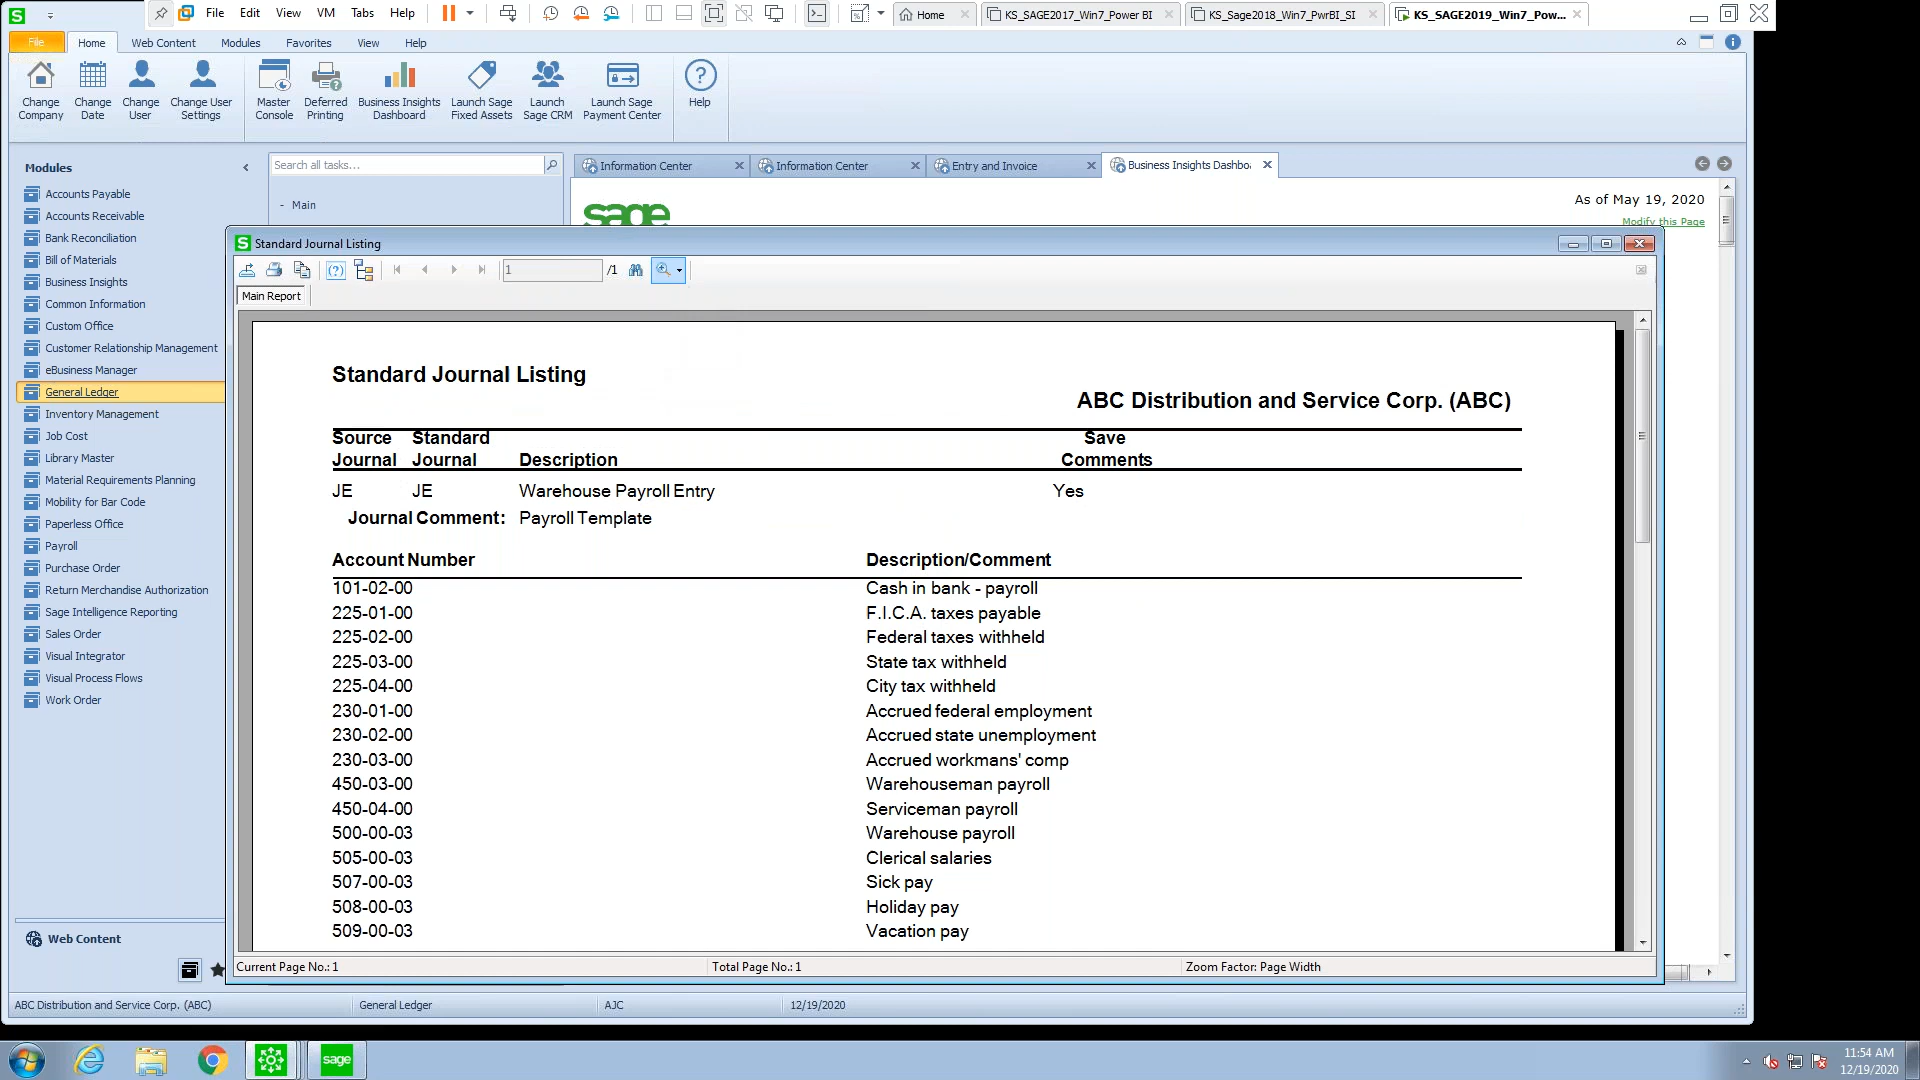 File Edit View VM Tabs Help Home KS_SAGE2017_Win7_Power BI KS_Sage2018_Win7_PwrBI_SI KS_SAGE2019_Win7_Pow...
File Home Web Content Modules Favorites View Help
Change Company Change Date Change User Change User Settings Master Console Deferred Printing Business Insights Dashboard Launch Sage Fixed Assets Launch Sage CRM Launch Sage Payment Center Help
Modules
Search all tasks...
Information Center Information Center Entry and Invoice Business Insights Dashbo
- Main
As of May 19, 2020
Modify this Page
sage
Accounts Payable
Accounts Receivable
Bank Reconciliation
Bill of Materials
Business Insights
Common Information
Custom Office
Customer Relationship Management
eBusiness Manager
General Ledger
Inventory Management
Job Cost
Library Master
Material Requirements Planning
Mobility for Bar Code
Paperless Office
Payroll
Purchase Order
Return Merchandise Authorization
Sage Intelligence Reporting
Sales Order
Visual Integrator
Visual Process Flows
Work Order
Web Content
Standard Journal Listing
1 /1
Main Report
Standard Journal Listing
ABC Distribution and Service Corp. (ABC)
Source Standard Save
Journal Journal Description Comments
JE JE Warehouse Payroll Entry Yes
Journal Comment: Payroll Template
Account Number Description/Comment
101-02-00 Cash in bank - payroll
225-01-00 F.I.C.A. taxes payable
225-02-00 Federal taxes withheld
225-03-00 State tax withheld
225-04-00 City tax withheld
230-01-00 Accrued federal employment
230-02-00 Accrued state unemployment
230-03-00 Accrued workmans' comp
450-03-00 Warehouseman payroll
450-04-00 Serviceman payroll
500-00-03 Warehouse payroll
505-00-03 Clerical salaries
507-00-03 Sick pay
508-00-03 Holiday pay
509-00-03 Vacation pay
Current Page No.: 1 Total Page No.: 1 Zoom Factor: Page Width
ABC Distribution and Service Corp. (ABC) General Ledger AJC 12/19/2020
sage
11:54 AM
12/19/2020